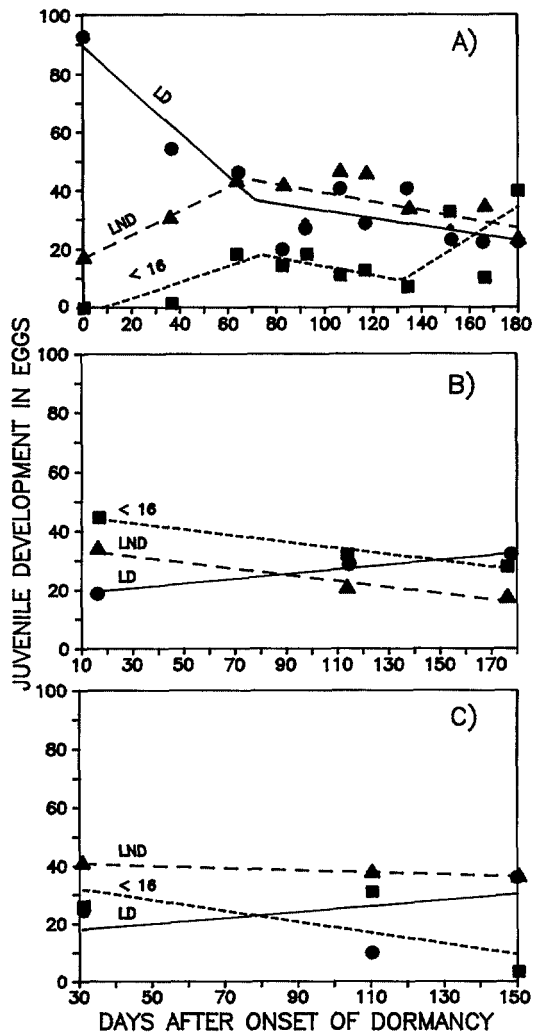 JUVENILE DEVELOPMENT IN EGGS
A)
100
80
60
40
20
0
LD
LND
< 16
0 20 40 60 80 100 120 140 160 180
B)
100
80
60
40
20
0
< 16
LND
LD
10 30 50 70 90 110 130 150 170
C)
100
80
60
40
20
0
LND
< 16
LD
30 50 70 90 110 130 150
DAYS AFTER ONSET OF DORMANCY